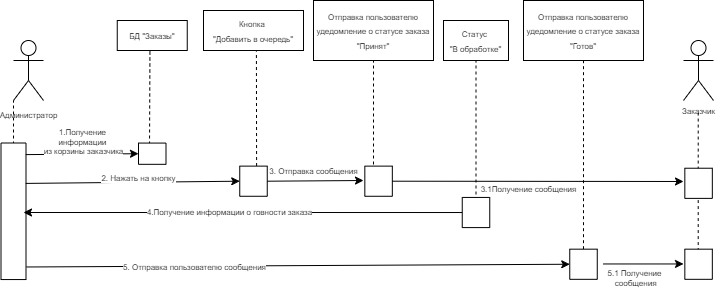 БД "Заказы"
Кнопка
"Добавить в очередь"
Отправка пользователю
удедомление о статусе заказа
"Принят"
Статус
"В обработке"
Отправка пользователю
удедомление о статусе заказа
"Готов"
Администратор
Заказчик
1.Получение
информации
из корзины заказчика
2. Нажать на кнопку
3. Отправка сообщения
3.1Получение сообщения
4.Получение информации о говности заказа
5. Отправка пользователю сообщения
5.1 Получение
сообщения